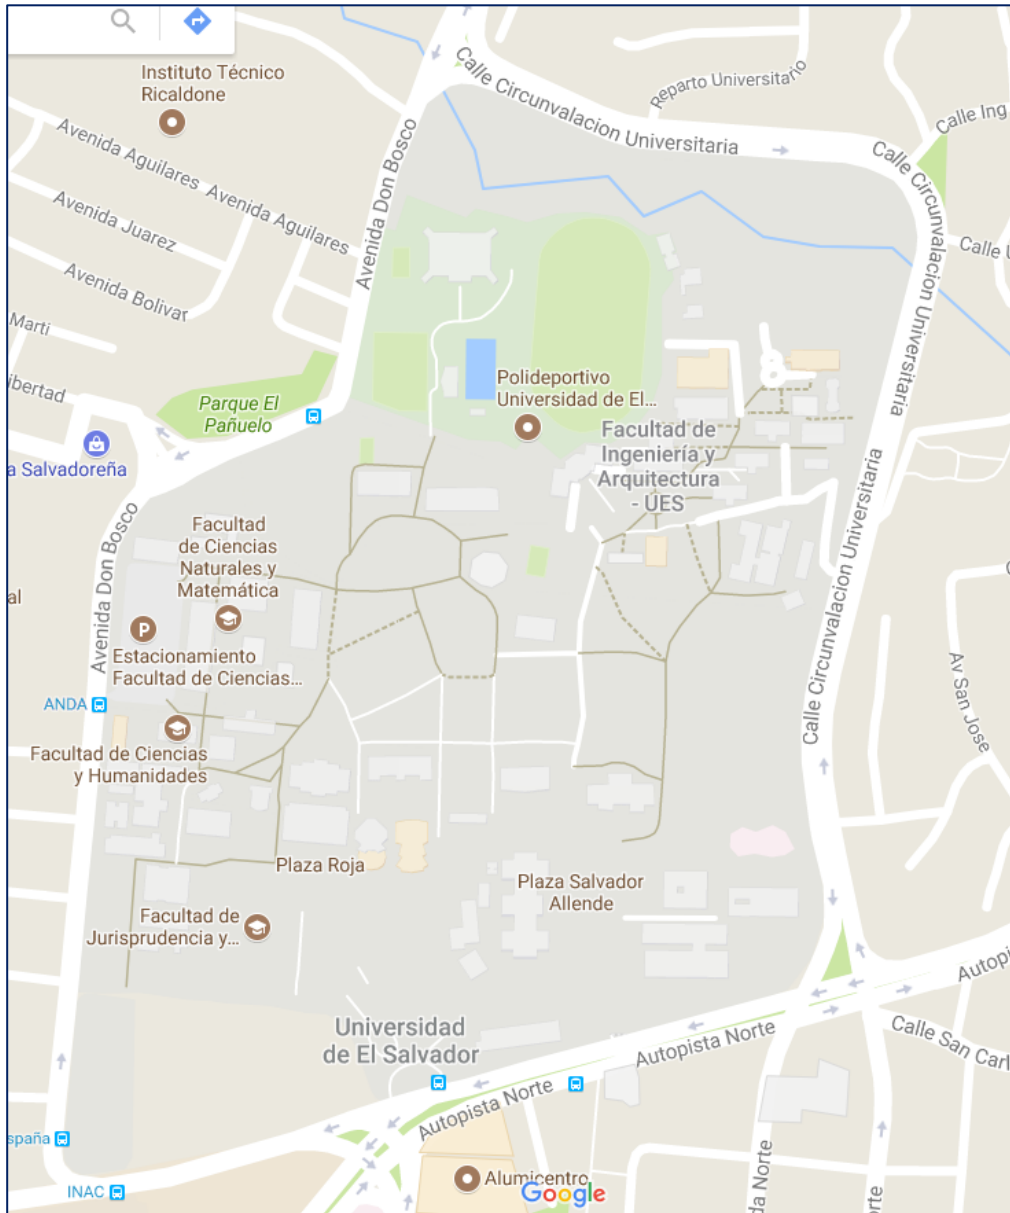 Instituto Técnico
Ricaldone
Calle Circunvalacion Universitaria
Reparto Universitario
Calle Ing
Avenida Aguilares
Avenida Aguilares
Avenida Don Bosco
Calle Circunvalacion Universitaria
Avenida Juarez
Avenida Bolivar
Marti
ibertad
Parque El
Pañuelo
a Salvadoreña
Polideportivo
Universidad de El...
Facultad de
Ingeniería y
Arquitectura
- UES
Calle Circunvalacion Universitaria
Facultad
de Ciencias
Naturales y
Matemática
Avenida Don Bosco
al
P
Estacionamiento
Facultad de Ciencias...
ANDA
Facultad de Ciencias
y Humanidades
Av San Jose
Plaza Roja
Plaza Salvador
Allende
Facultad de
Jurisprudencia y...
Autopi
Universidad
de El Salvador
Autopista Norte
Calle San Carl
Autopista Norte
spaña
INAC
Alumicentro
Google
da Norte
rte